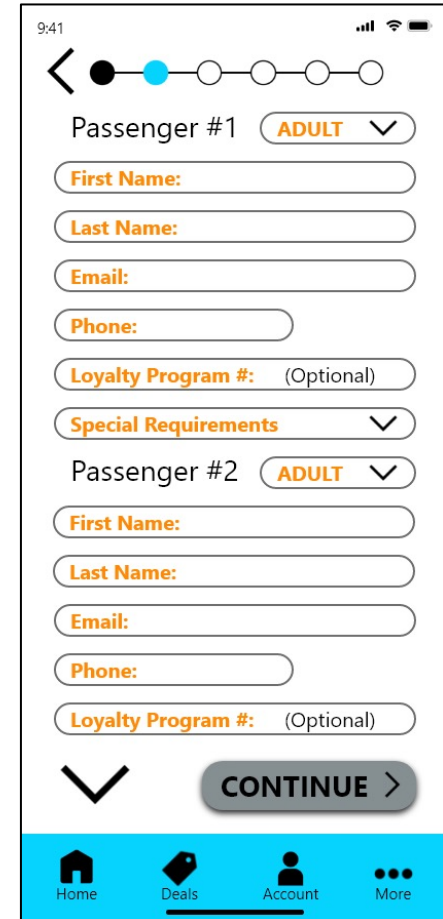 9:41
Passenger #1 ADULT
First Name:
Last Name:
Email:
Phone:
Loyalty Program #: (Optional)
Special Requirements
Passenger #2 ADULT
First Name:
Last Name:
Email:
Phone:
Loyalty Program #: (Optional)
CONTINUE
Home Deals Account More